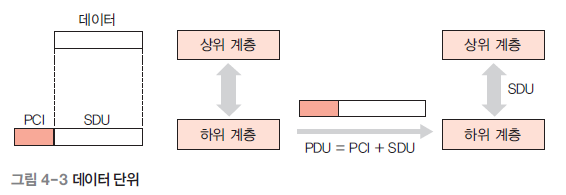 데이터
PCI
SDU
상위 계층
하위 계층
PDU = PCI + SDU
상위 계층
SDU
하위 계층
그림 4-3 데이터 단위